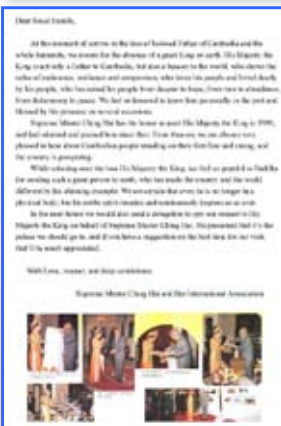 Dear Royal Friends,
At the moment of sorrow in the loss of beloved Father of Cambodia and the
whole humanity, we mourn for the absence of a great king on earth. His Majesty the
King is not only a Father to Cambodia, but also a beacon to the world, who shows the
value of endurance, resilience and compassion; who loves his people and loved dearly
by his people, who has raised his people from despair to hope, from war to
from disharmony to peace. We feel so honored to know him personally in the past and
blessed by his presence on several occasions.
Supreme Master Ching Hai has the honor to meet His Majesty the King in 1996,
and had admired and praised him since then. From thereon, we are always very
pleased to hear about Cambodian people standing on their feet firm and strong, and
the country is prospering.
While sorrowing over the loss His Majesty the King, we feel so grateful to Buddha
for sending such a great person to earth, who has made the country and the world
different by his shining example. We are certain that even he is no longer in a
physical body, but his noble spirit remains and continuously inspires us as ever.
In the near future we would also send a delegation to pay our respect to His
Majesty the King on behalf of Supreme Master Ching Hai. We presumed that it's the
palace we should go to, and if you have a suggestion on the best time for our visit,
that'll be much appreciated.
With Love, respect, and deep condolence,
Supreme Master Ching Hai and Her International Association